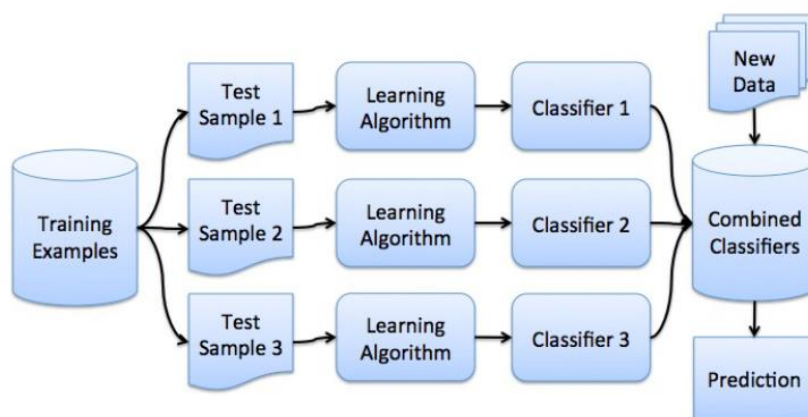 Training
Examples
Test
Sample 1
Learning
Algorithm
Classifier 1
Test
Sample 2
Learning
Algorithm
Classifier 2
Test
Sample 3
Learning
Algorithm
Classifier 3
New
Data
Combined
Classifiers
Prediction